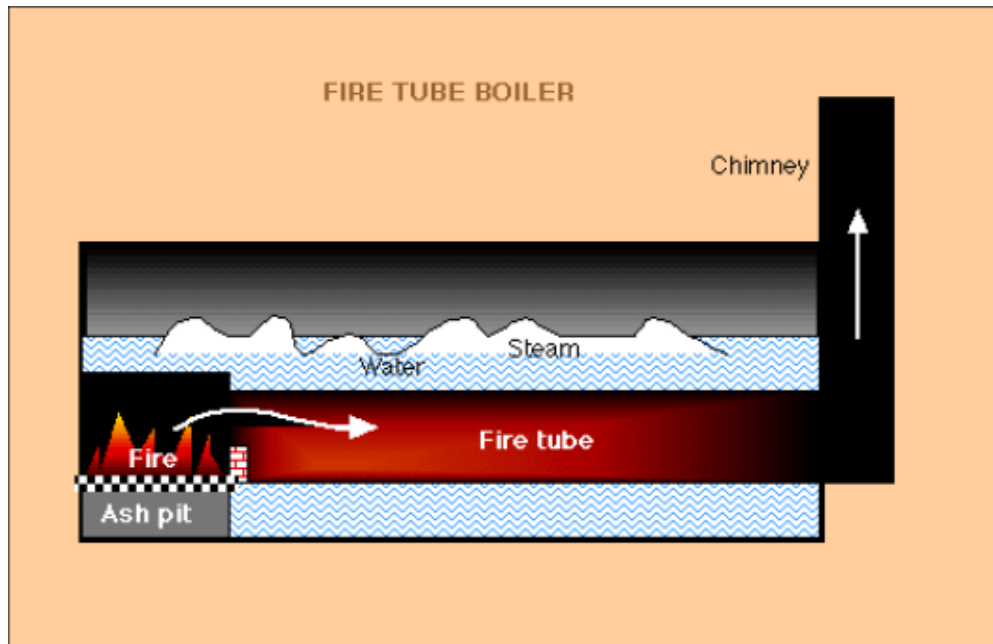 FIRE TUBE BOILER
Chimney
Steam
Water
Fire tube
Fire
Ash pit